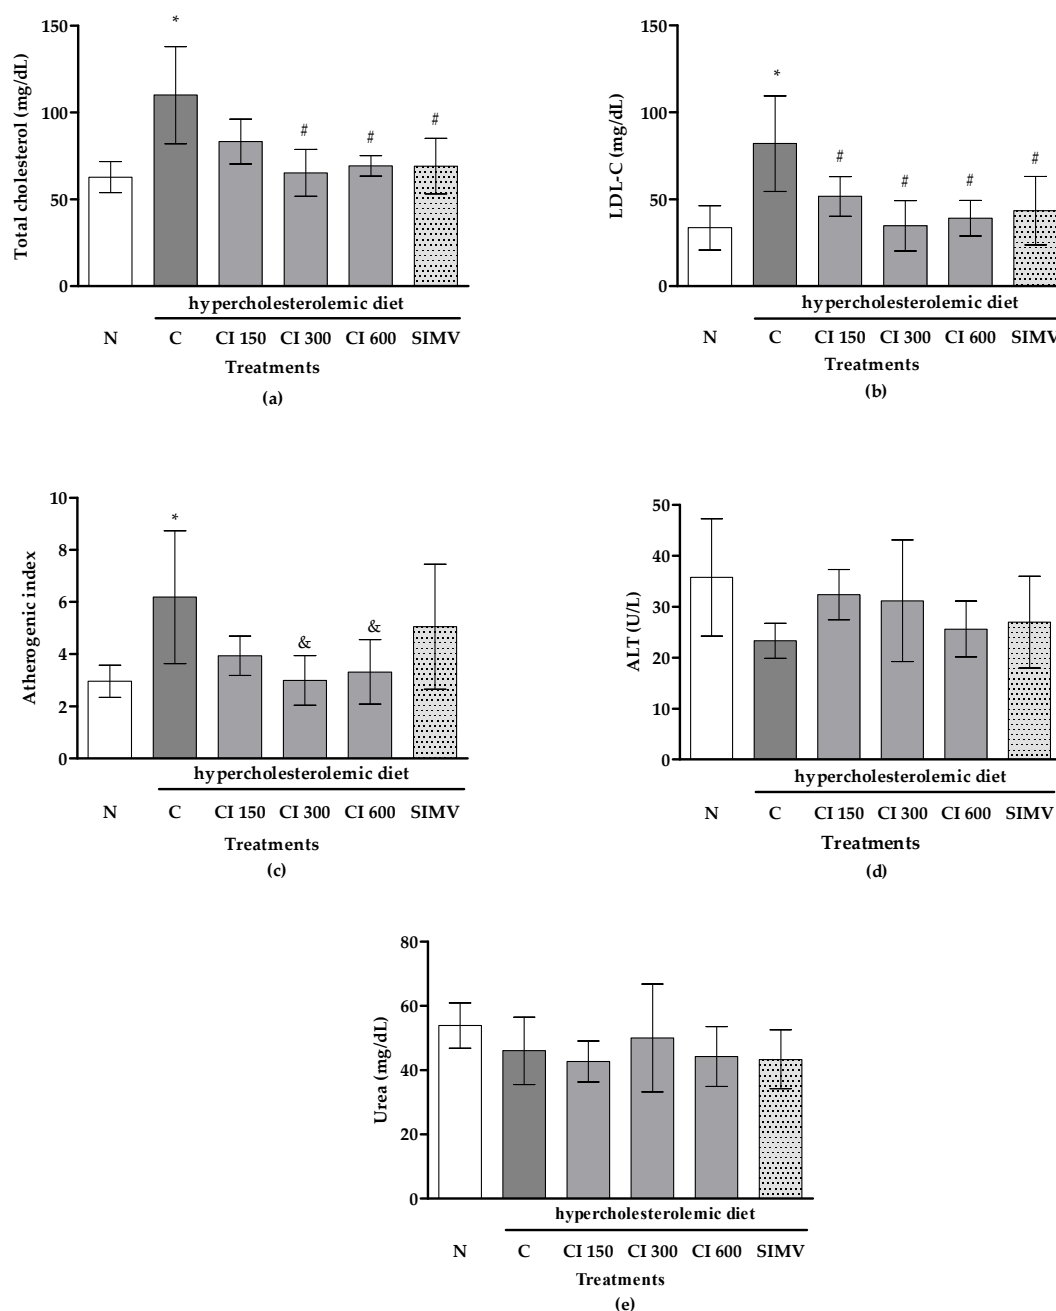 150
100
50
0
Total cholesterol (mg/dL)
*
#
#
#
hypercholesterolemic diet
N C CI 150 CI 300 CI 600 SIMV
Treatments
(a)
150
100
50
0
LDL-C (mg/dL)
*
#
#
#
#
hypercholesterolemic diet
N C CI 150 CI 300 CI 600 SIMV
Treatments
(b)
10
8
6
4
2
0
Atherogenic index
*
&
&
hypercholesterolemic diet
N C CI 150 CI 300 CI 600 SIMV
Treatments
(c)
50
40
30
20
10
0
ALT (U/L)
hypercholesterolemic diet
N C CI 150 CI 300 CI 600 SIMV
Treatments
(d)
80
60
40
20
0
Urea (mg/dL)
hypercholesterolemic diet
N C CI 150 CI 300 CI 600 SIMV
Treatments
(e)